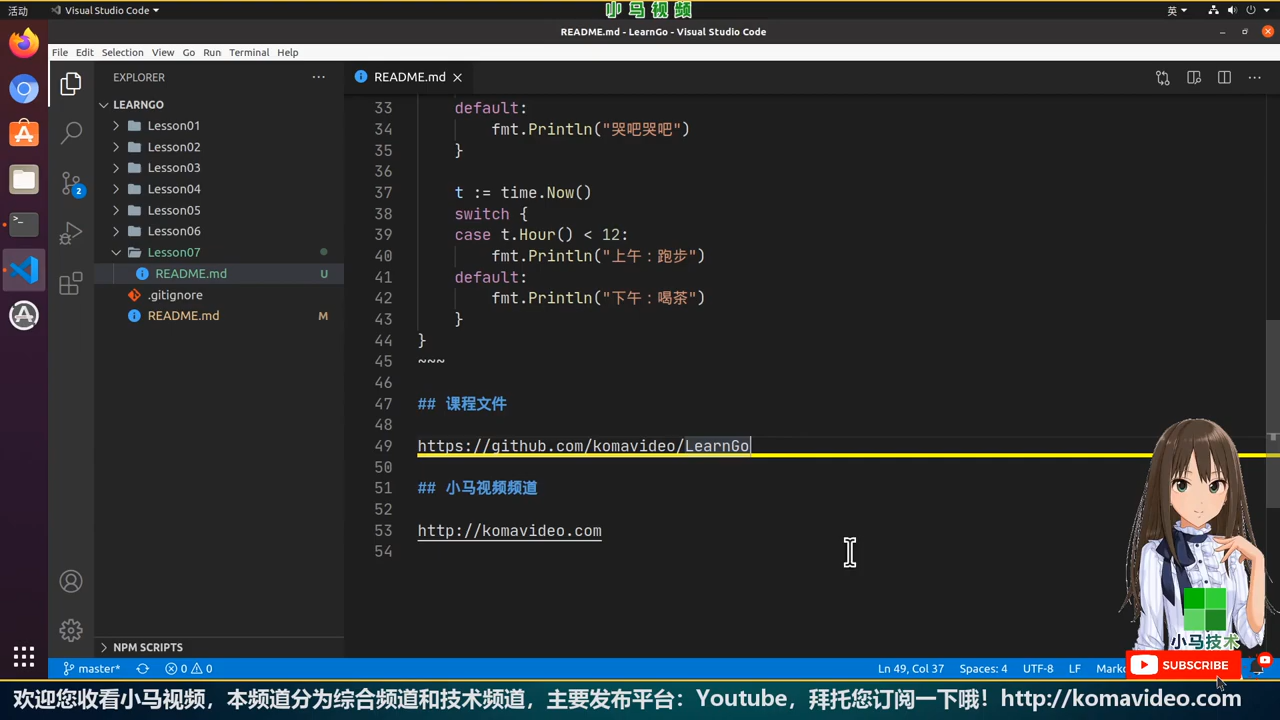 活动
Visual Studio Code
小马视频
英
README.md - LearnGo - Visual Studio Code
File Edit Selection View Go Run Terminal Help
EXPLORER
README.md
LEARNGO
Lesson01
Lesson02
Lesson03
Lesson04
Lesson05
Lesson06
Lesson07
README.md U
.gitignore
README.md M
2
NPM SCRIPTS
33 default:
34 fmt.Println("哭吧哭吧")
35 }
36
37 t := time.Now()
38 switch {
39 case t.Hour() < 12:
40 fmt.Println("上午：跑步")
41 default:
42 fmt.Println("下午：喝茶")
43 }
44 }
45 ~~~
46
47 ## 课程文件
48
49 https://github.com/komavideo/LearnGo
50
51 ## 小马视频频道
52
53 http://komavideo.com
54
小马技术
SUBSCRIBE
master* 0 0 Ln 49, Col 37 Spaces: 4 UTF-8 LF
欢迎您收看小马视频，本频道分为综合频道和技术频道，主要发布平台：Youtube，拜托您订阅一下哦！http://komavideo.com